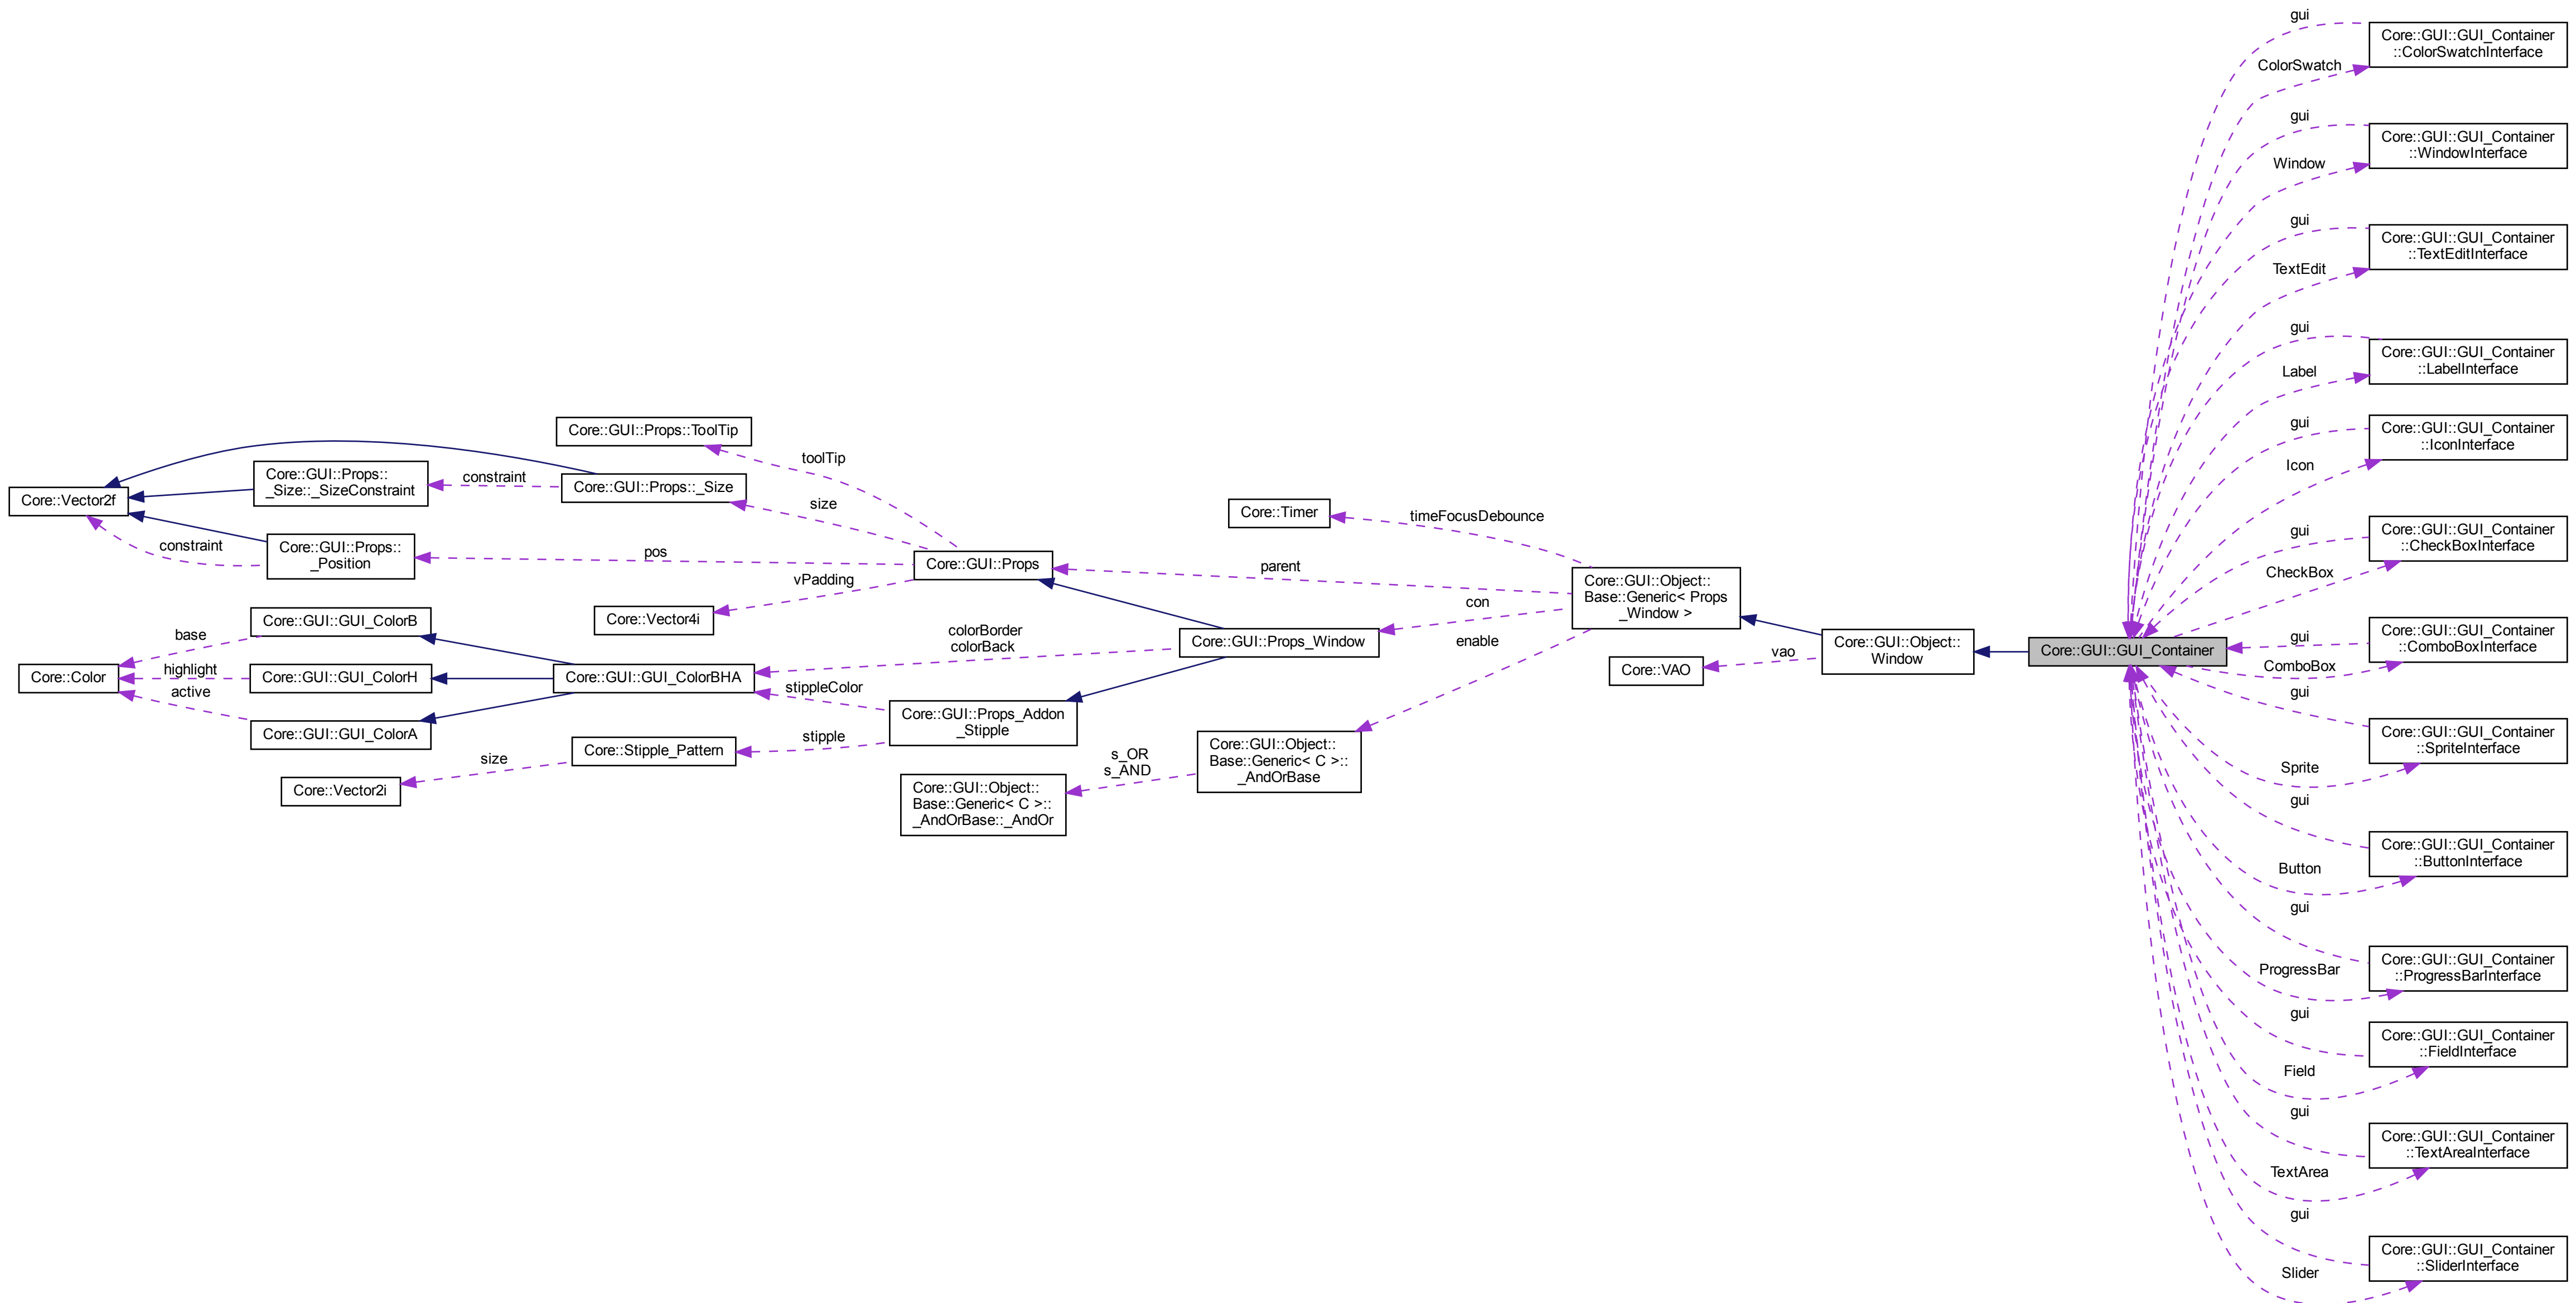 gui
Core::GUI::GUI_Container
::ColorSwatchInterface
ColorSwatch
gui
Core::GUI::GUI_Container
::WindowInterface
Window
gui
Core::GUI::GUI_Container
::TextEditInterface
TextEdit
gui
Core::GUI::GUI_Container
::LabelInterface
Label
gui
Core::GUI::GUI_Container
::IconInterface
Icon
gui
Core::GUI::GUI_Container
::CheckBoxInterface
CheckBox
gui
Core::GUI::GUI_Container
::ComboBoxInterface
ComboBox
gui
Core::GUI::GUI_Container
::SpriteInterface
Sprite
gui
Core::GUI::GUI_Container
::ButtonInterface
Button
gui
Core::GUI::GUI_Container
::ProgressBarInterface
ProgressBar
gui
Core::GUI::GUI_Container
::FieldInterface
Field
gui
Core::GUI::GUI_Container
::TextAreaInterface
TextArea
gui
Core::GUI::GUI_Container
::SliderInterface
Slider
Core::GUI::GUI_Container
Core::GUI::Object::
Window
vao
Core::VAO
Core::GUI::Object::
Base::Generic< Props
_Window >
timeFocusDebounce
Core::Timer
parent
con
enable
Core::GUI::Props_Window
Core::GUI::Object::
Base::Generic< C >::
_AndOrBase
s_OR
s_AND
Core::GUI::Object::
Base::Generic< C >::
_AndOrBase::_AndOr
Core::GUI::Props
toolTip
size
pos
vPadding
colorBorder
colorBack
stippleColor
Core::GUI::Props_Addon
_Stipple
stipple
Core::GUI::Props::ToolTip
Core::GUI::Props::_Size
constraint
Core::GUI::Props::
_Size::_SizeConstraint
Core::Vector2f
constraint
Core::GUI::Props::
_Position
Core::Vector4i
Core::GUI::GUI_ColorBHA
Core::GUI::GUI_ColorB
base
Core::GUI::GUI_ColorH
highlight
Core::Color
active
Core::GUI::GUI_ColorA
Core::Stipple_Pattern
size
Core::Vector2i